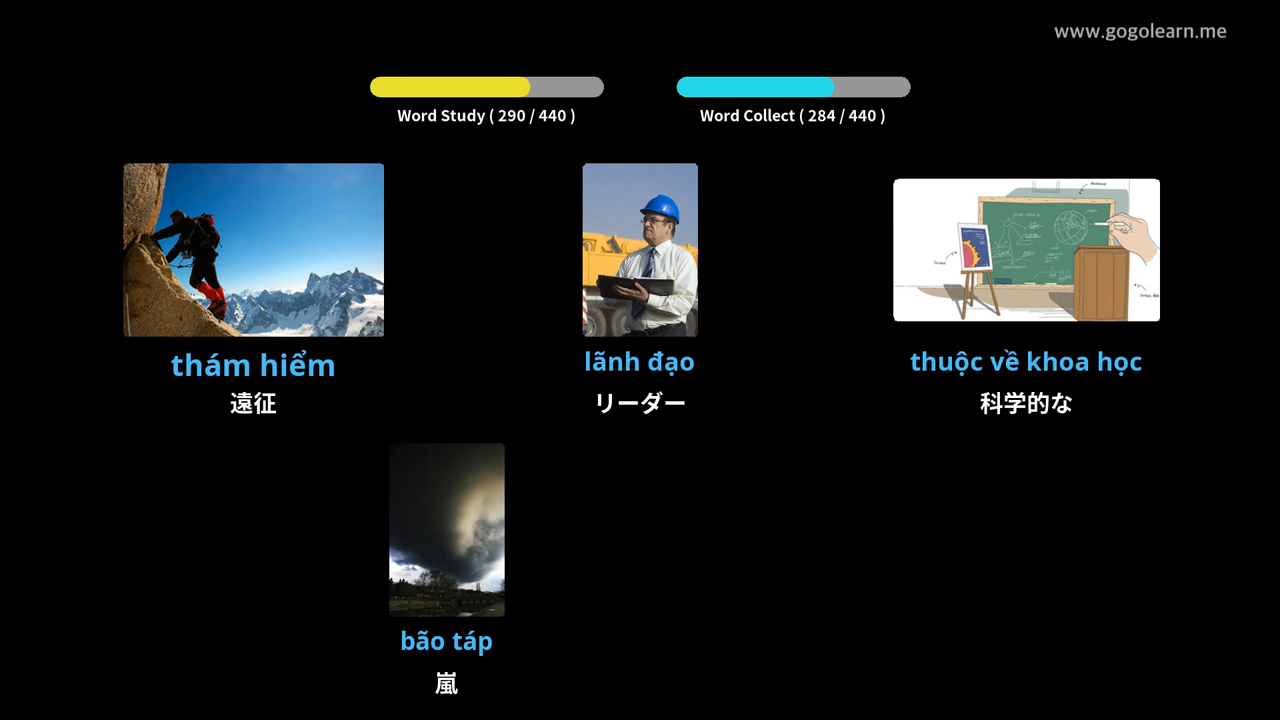 www.gogolearn.me
Word Study ( 290 / 440 )
Word Collect ( 284 / 440 )
thám hiểm
遠征
lãnh đạo
リーダー
thuộc về khoa học
科学的な
bão táp
嵐